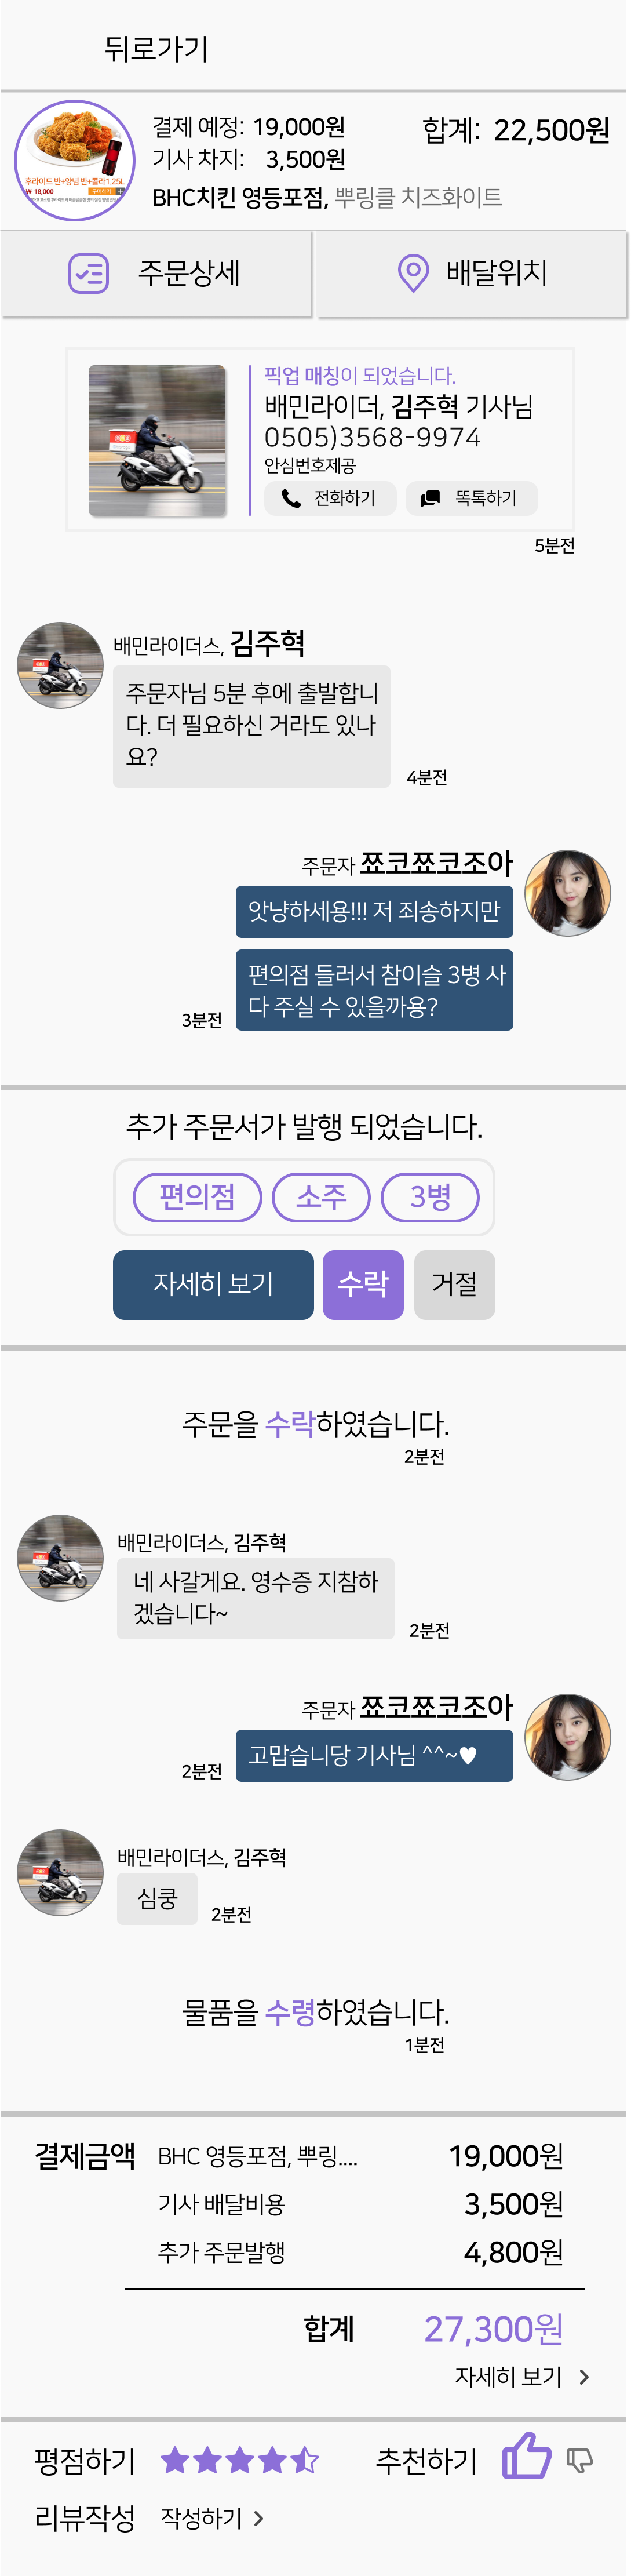 뒤로가기
결제 예정: 19,000원
합계: 22,500원
기사 차지: 3,500원
BHC치킨 영등포점, 뿌링클 치즈화이트
후라이드 반+양념 반+콜라1.25L
₩ 18,000
구매하기 +
주문상세
배달위치
픽업 매칭이 되었습니다.
배민라이더, 김주혁 기사님
0505)3568-9974
안심번호제공
전화하기
똑톡하기
5분전
배민라이더스, 김주혁
주문자님 5분 후에 출발합니
다. 더 필요하신 거라도 있나
요?
4분전
주문자 쬬코쬬코조아
앗냥하세용!!! 저 죄송하지만
편의점 들러서 참이슬 3병 사
다 주실 수 있을까용?
3분전
추가 주문서가 발행 되었습니다.
편의점
소주
3병
자세히 보기
수락
거절
주문을 수락하였습니다.
2분전
배민라이더스, 김주혁
네 사갈게요. 영수증 지참하
겠습니다~
2분전
주문자 쬬코쬬코조아
고맙습니당 기사님 ^^~♥
2분전
배민라이더스, 김주혁
심쿵
2분전
물품을 수령하였습니다.
1분전
결제금액
BHC 영등포점, 뿌링....
19,000원
기사 배달비용
3,500원
추가 주문발행
4,800원
합계
27,300원
자세히 보기 >
평점하기
추천하기
리뷰작성
작성하기 >